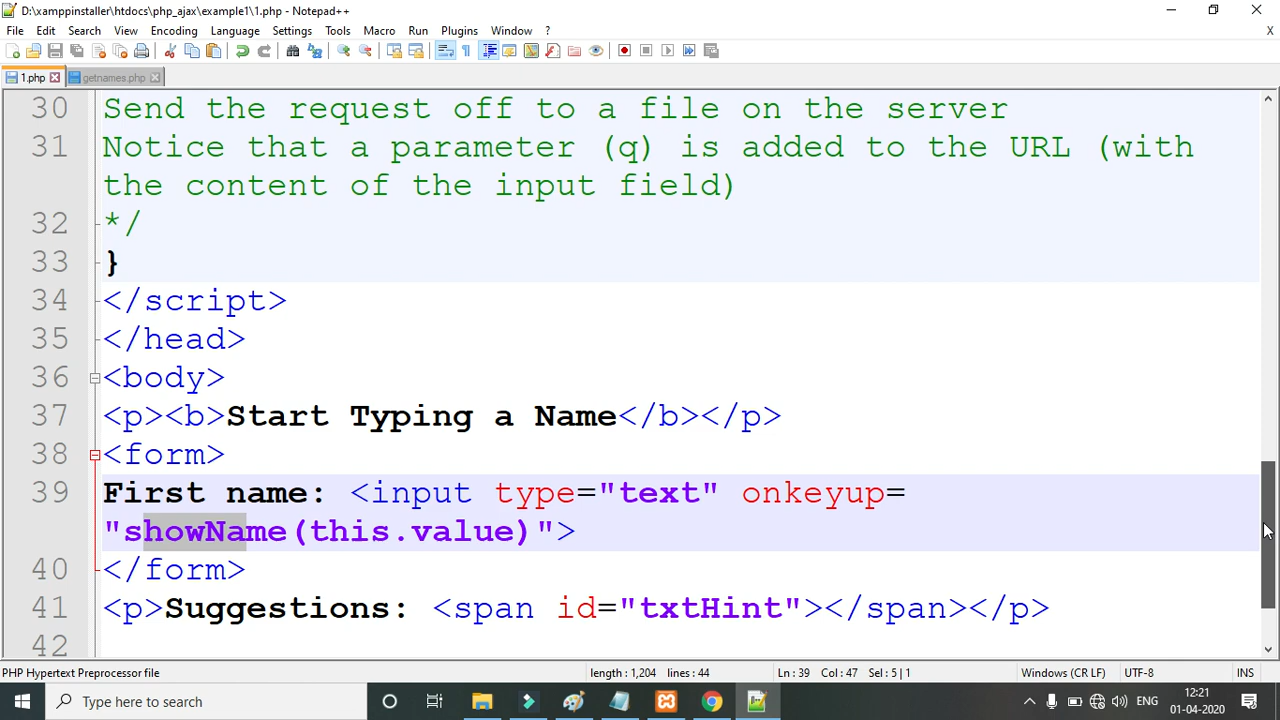 D:\xamppinstaller\htdocs\php_ajax\example1\1.php - Notepad++
File Edit Search View Encoding Language Settings Tools Macro Run Plugins Window ? X
1.php getnames.php
30 Send the request off to a file on the server
31 Notice that a parameter (q) is added to the URL (with
the content of the input field)
32 */
33 }
34 </script>
35 </head>
36 <body>
37 <p><b>Start Typing a Name</b></p>
38 <form>
39 First name: <input type="text" onkeyup=
"showName(this.value)">
40 </form>
41 <p>Suggestions: <span id="txtHint"></span></p>
42
PHP Hypertext Preprocessor file length : 1,204 lines : 44 Ln : 39 Col : 47 Sel : 5 | 1 Windows (CR LF) UTF-8 INS
Type here to search ENG 12:21
01-04-2020